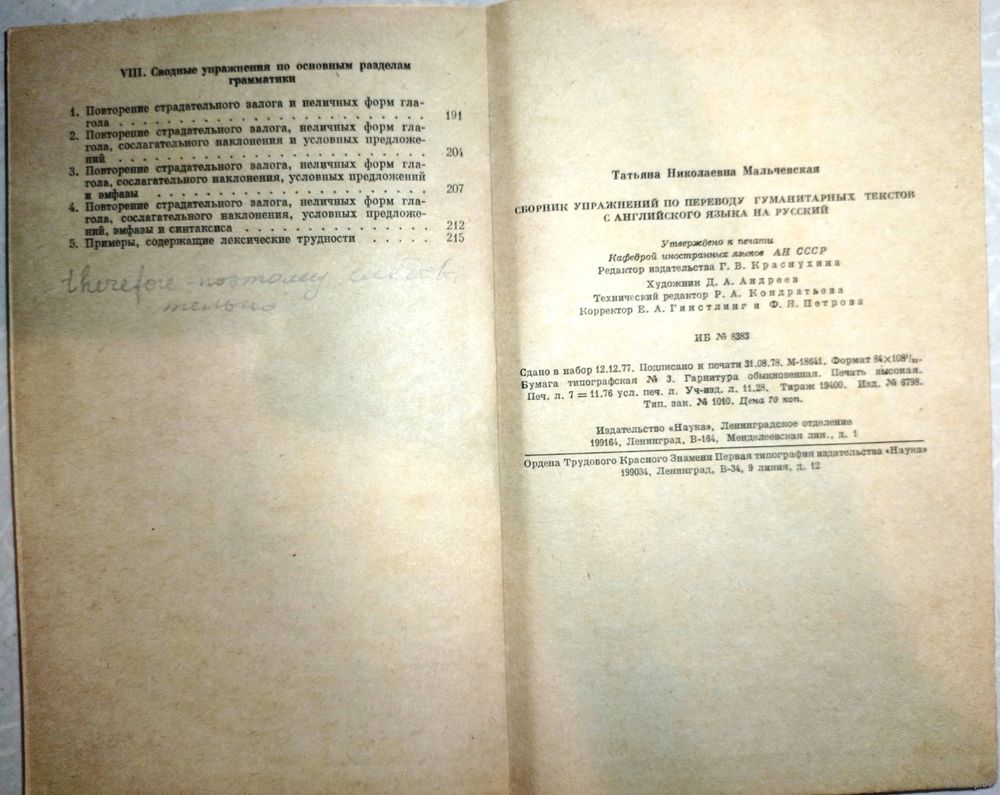 VIII. Сводные упражнения по основным разделам
грамматики
1. Повторение страдательного залога и неличных форм гла-
гола . . . . . . . . . . . . . . . . . . . . . . . . 191
2. Повторение страдательного залога, неличных форм гла-
гола, сослагательного наклонения и условных предложе-
ний . . . . . . . . . . . . . . . . . . . . . . . . 204
3. Повторение страдательного залога, неличных форм гла-
гола, сослагательного наклонения, условных предложений
и эмфазы . . . . . . . . . . . . . . . . . . . . . 207
4. Повторение страдательного залога, неличных форм гла-
гола, сослагательного наклонения, условных предложе-
ний, эмфазы и синтаксиса . . . . . . . . . . . . . 212
5. Примеры, содержащие лексические трудности . . . . . 215
therefore - поэтому, следова
тельно
Татьяна Николаевна Мальчевская
СБОРНИК УПРАЖНЕНИЙ ПО ПЕРЕВОДУ ГУМАНИТАРНЫХ ТЕКСТОВ
С АНГЛИЙСКОГО ЯЗЫКА НА РУССКИЙ
Утверждено к печати
Кафедрой иностранных языков АН СССР
Редактор издательства Г. В. Краснухина
Художник Д. А. Андреев
Технический редактор Р. А. Кондратьева
Корректор Е. А. Гинстлинг и Ф. Я. Петрова
ИБ № 8383
Сдано в набор 12.12.77. Подписано к печати 31.08.78. М-18641. Формат 84×108¹/₃₂.
Бумага типографская № 3. Гарнитура обыкновенная. Печать высокая.
Печ. л. 7 = 11.76 усл. печ. л. Уч-изд. л. 11.28. Тираж 19400. Изд. № 6798.
Тип. зак. № 1010. Цена 70 коп.
Издательство «Наука», Ленинградское отделение
199164, Ленинград, В-164, Менделеевская лин., д. 1
Ордена Трудового Красного Знамени Первая типография издательства «Наука»
199034, Ленинград, В-34, 9 линия, д. 12